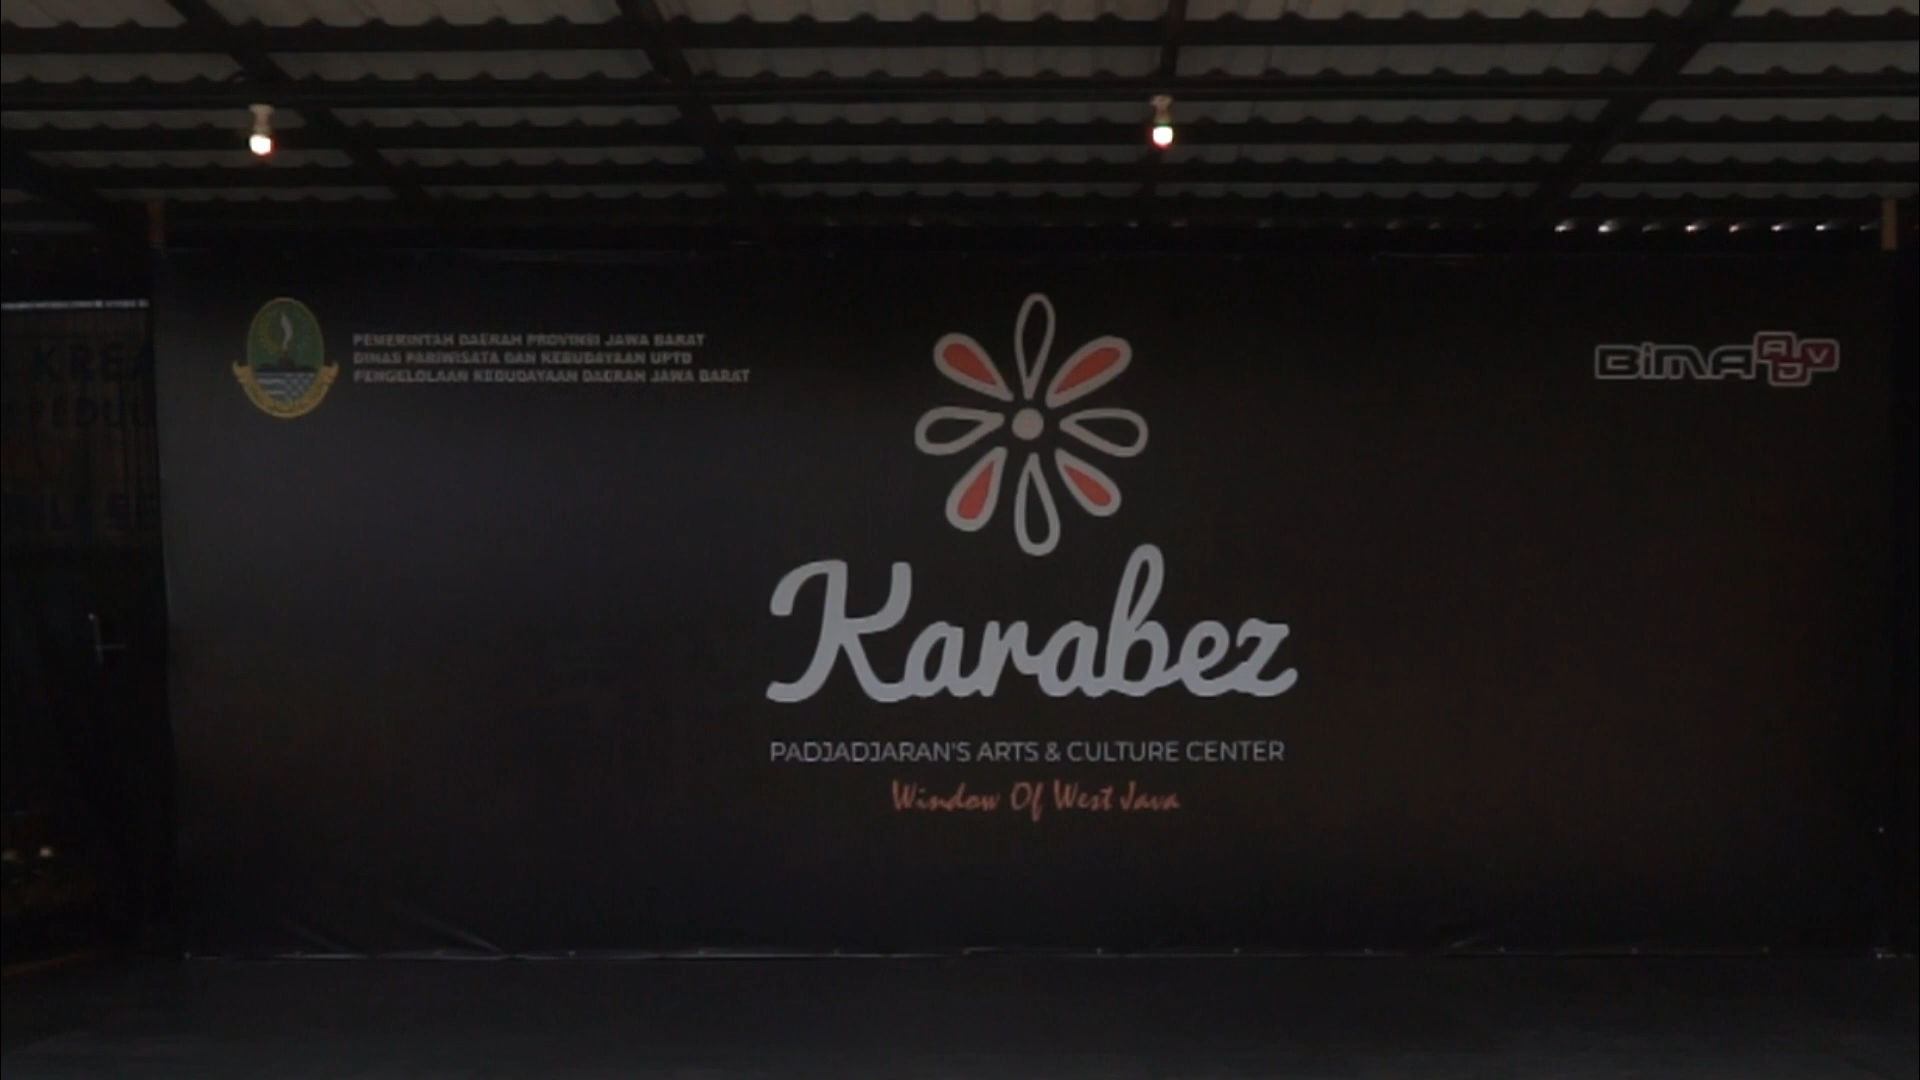 PEMERINTAH DAERAH PROVINSI JAWA BARAT
DINAS PARIWISATA DAN KEBUDAYAAN UPTD
PENGELOLAAN KEBUDAYAAN DAERAH JAWA BARAT
BIMA ADV
Karabez
PADJADJARAN'S ARTS & CULTURE CENTER
Window Of West Java